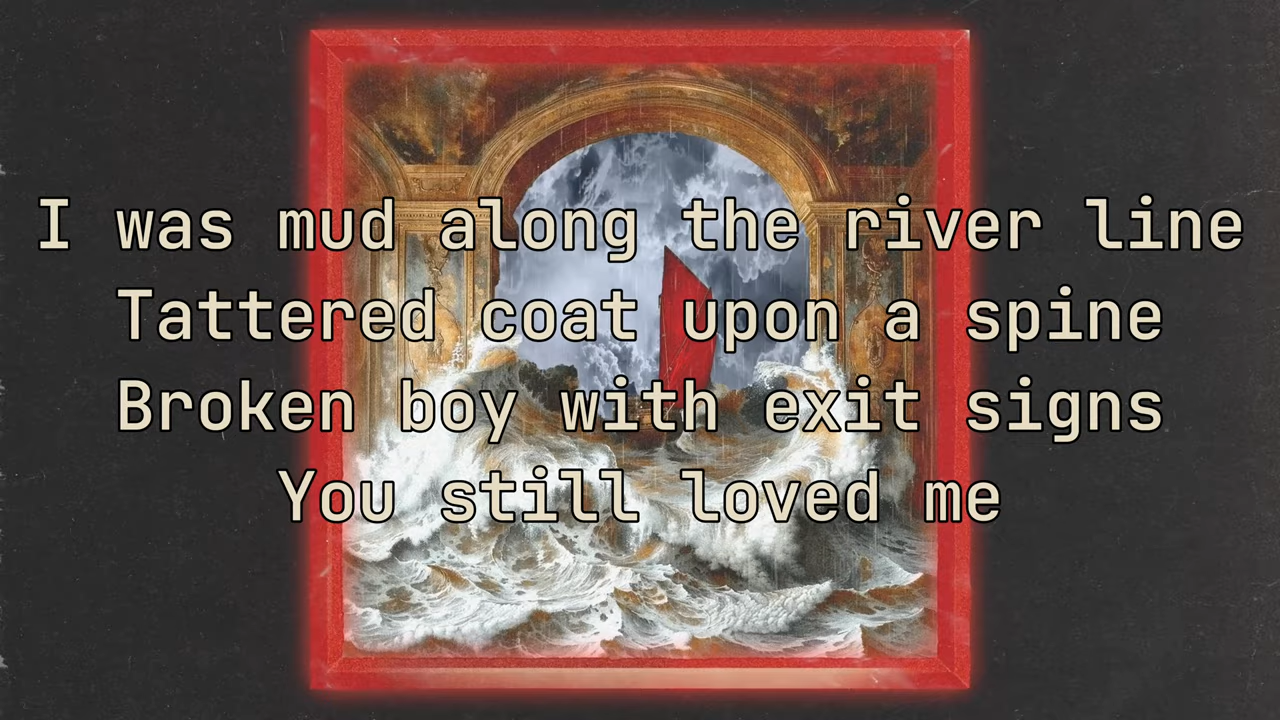 I was mud along the river line
Tattered coat upon a spine
Broken boy with exit signs
You still loved me